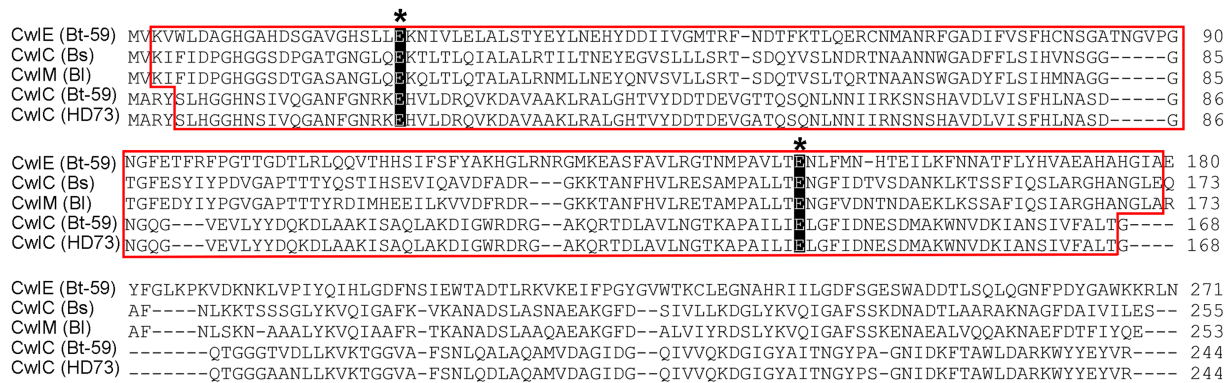 *
CwlE (Bt-59) MVKVWLDAGHGAHDSGAVGHSLLEKNIVLELALSTYEYLNEHYDDIIVGMTRF-NDTFKTLQERCNMANRFGADIFVSFHCNSGATNGVPG 90
CwlC (Bs) MVKIFIDPGHGGSDPGATGNGLQEKTLTLQIALALRTILTNEYEGVSLLLSRT-SDQYVSLNDRTNAANNWGADFFLSIHVNSGG-----G 85
CwlM (Bl) MVKIFIDPGHGGSDTGASANGLQEKQLTLQTALALRNMLLNEYQNVSVLLSRT-SDQTVSLTQRTNAANSWGADYFLSIHMNAGG-----G 85
CwlC (Bt-59) MARYSLHGGHNSIVQGANFGNRKEHVLDRQVKDAVAAKLRALGHTVYDDTDEVGTTQSQNLNNIIRKSNSHAVDLVISFHLNASD-----G 86
CwlC (HD73) MARYSLHGGHNSIVQGANFGNRKEHVLDRQVKDAVAAKLRALGHTVYDDTDEVGATQSQNLNNIIRNSNSHAVDLVISFHLNASD-----G 86
*
CwlE (Bt-59) NGFETFRFPGTTGDTLRLQQVTHHSIFSFYAKHGLRNRGMKEASFAVLRGTNMPAVLTENLFMN-HTEILKFNNATFLYHVAEAHAHGIAE 180
CwlC (Bs) TGFESYIYPDVGAPTTTYQSTIHSEVIQAVDFADR---GKKTANFHVLRESAMPALLTENGFIDTVSDANKLKTSSFIQSLARGHANGLEQ 173
CwlM (Bl) TGFEDYIYPGVGAPTTTYRDIMHEEILKVVDFRDR---GKKTANFHVLRETAMPALLTENGFVDNTNDAEKLKSSAFIQSIARGHANGLAR 173
CwlC (Bt-59) NGQG---VEVLYYDQKDLAAKISAQLAKDIGWRDRG--AKQRTDLAVLNGTKAPAILIELGFIDNESDMAKWNVDKIANSIVFALTG---- 168
CwlC (HD73) NGQG---VEVLYYDQKDLAAKISAQLAKDIGWRDRG--AKQRTDLAVLNGTKAPAILIELGFIDNESDMAKWNVDKIANSIVFALTG---- 168
CwlE (Bt-59) YFGLKPKVDKNKLVPIYQIHLGDFNSIEWTADTLRKVKEIFPGYGVWTKCLEGNAHRIILGDFSGESWADDTLSQLQGNFPDYGAWKKRLN 271
CwlC (Bs) AF----NLKKTSSSGLYKVQIGAFK-VKANADSLASNAEAKGFD--SIVLLKDGLYKVQIGAFSSKDNADTLAARAKNAGFDAIVILES-- 255
CwlM (Bl) AF----NLSKN-AAALYKVQIAAFR-TKANADSLAAQAEAKGFD--ALVIYRDSLYKVQIGAFSSKENAEALVQQAKNAEFDTFIYQE--- 253
CwlC (Bt-59) -------QTGGGTVDLLKVKTGGVA-FSNLQALAQAMVDAGIDG--QIVVQKDGIGYAITNGYPA-GNIDKFTAWLDARKWYYEYVR---- 244
CwlC (HD73) -------QTGGGAANLLKVKTGGVA-FSNLQDLAQAMVDAGIDG--QIVVQKDGIGYAITNGYPS-GNIDKFTAWLDARKWYYEYVR---- 244